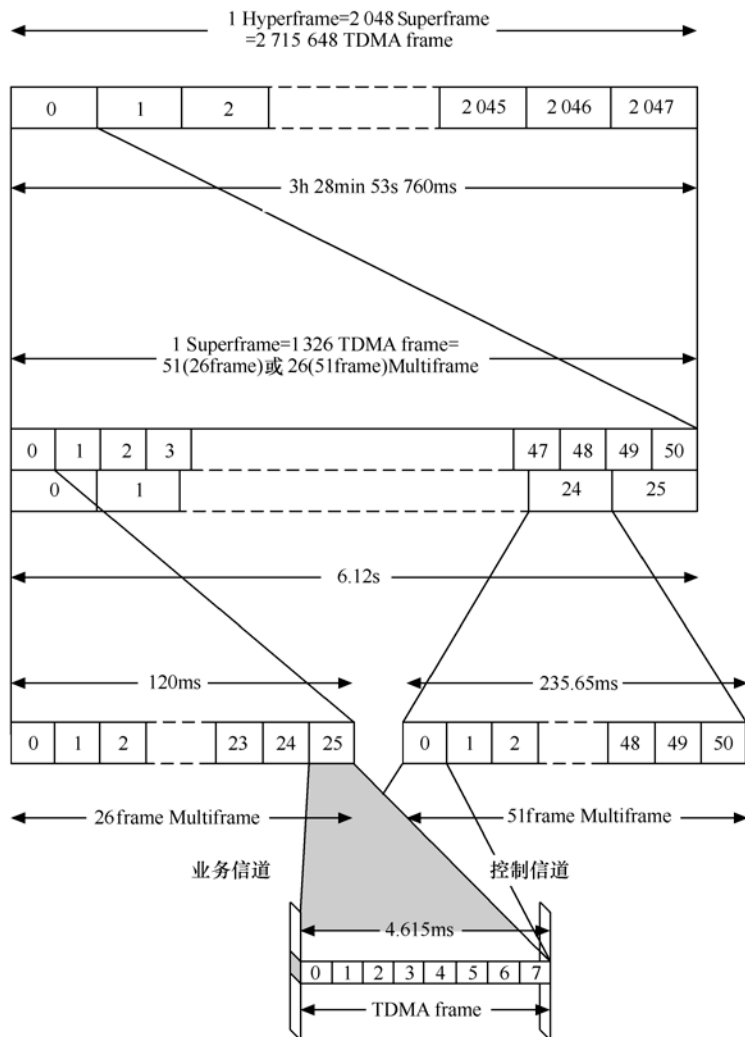 1 Hyperframe=2 048 Superframe
=2 715 648 TDMA frame
0 1 2 2 045 2 046 2 047
3h 28min 53s 760ms
1 Superframe=1 326 TDMA frame=
51(26frame)或 26(51frame)Multiframe
0 1 2 3 47 48 49 50
0 1 24 25
6.12s
120ms 235.65ms
0 1 2 23 24 25 0 1 2 48 49 50
26frame Multiframe 51frame Multiframe
业务信道 控制信道
4.615ms
0 1 2 3 4 5 6 7
TDMA frame